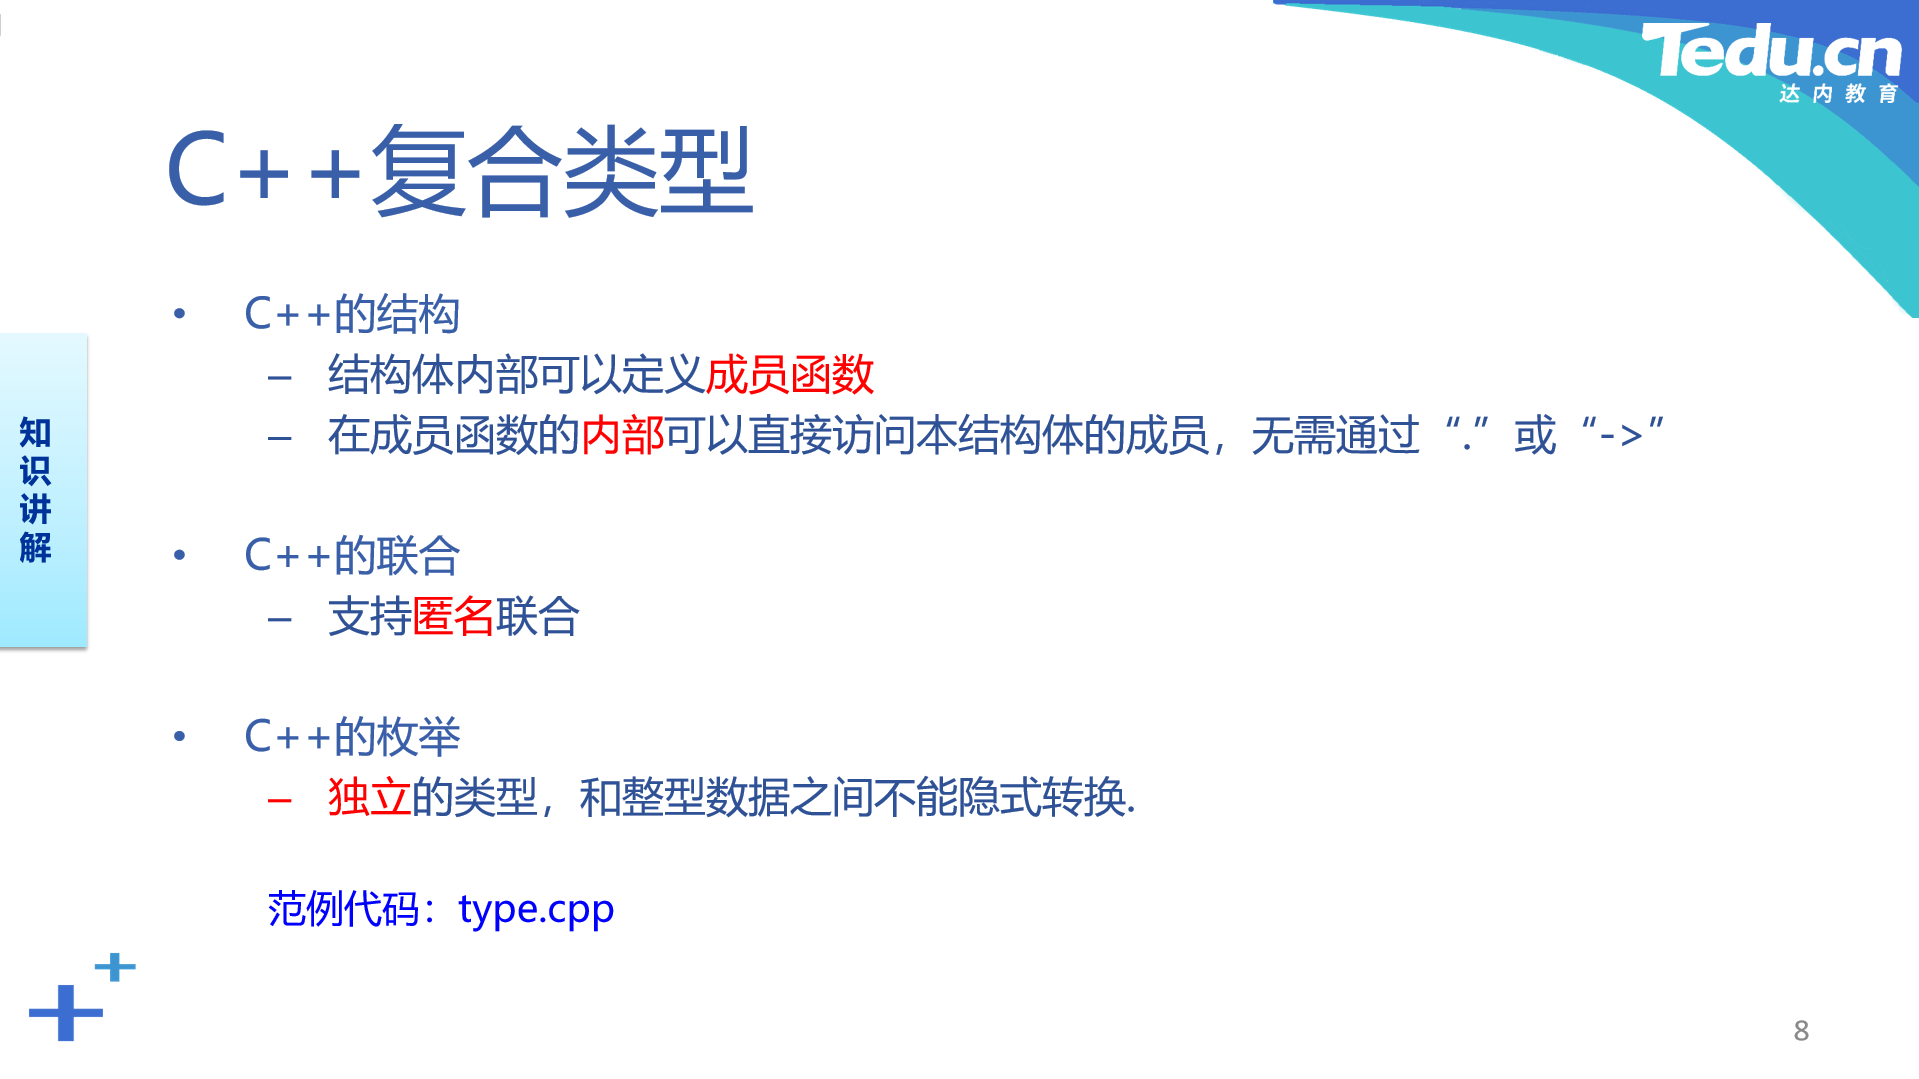 Tedu.cn
达内教育
C++复合类型
• C++的结构
– 结构体内部可以定义成员函数
– 在成员函数的内部可以直接访问本结构体的成员，无需通过“.”或“->”
• C++的联合
– 支持匿名联合
• C++的枚举
– 独立的类型，和整型数据之间不能隐式转换.
范例代码：type.cpp
知识讲解
8